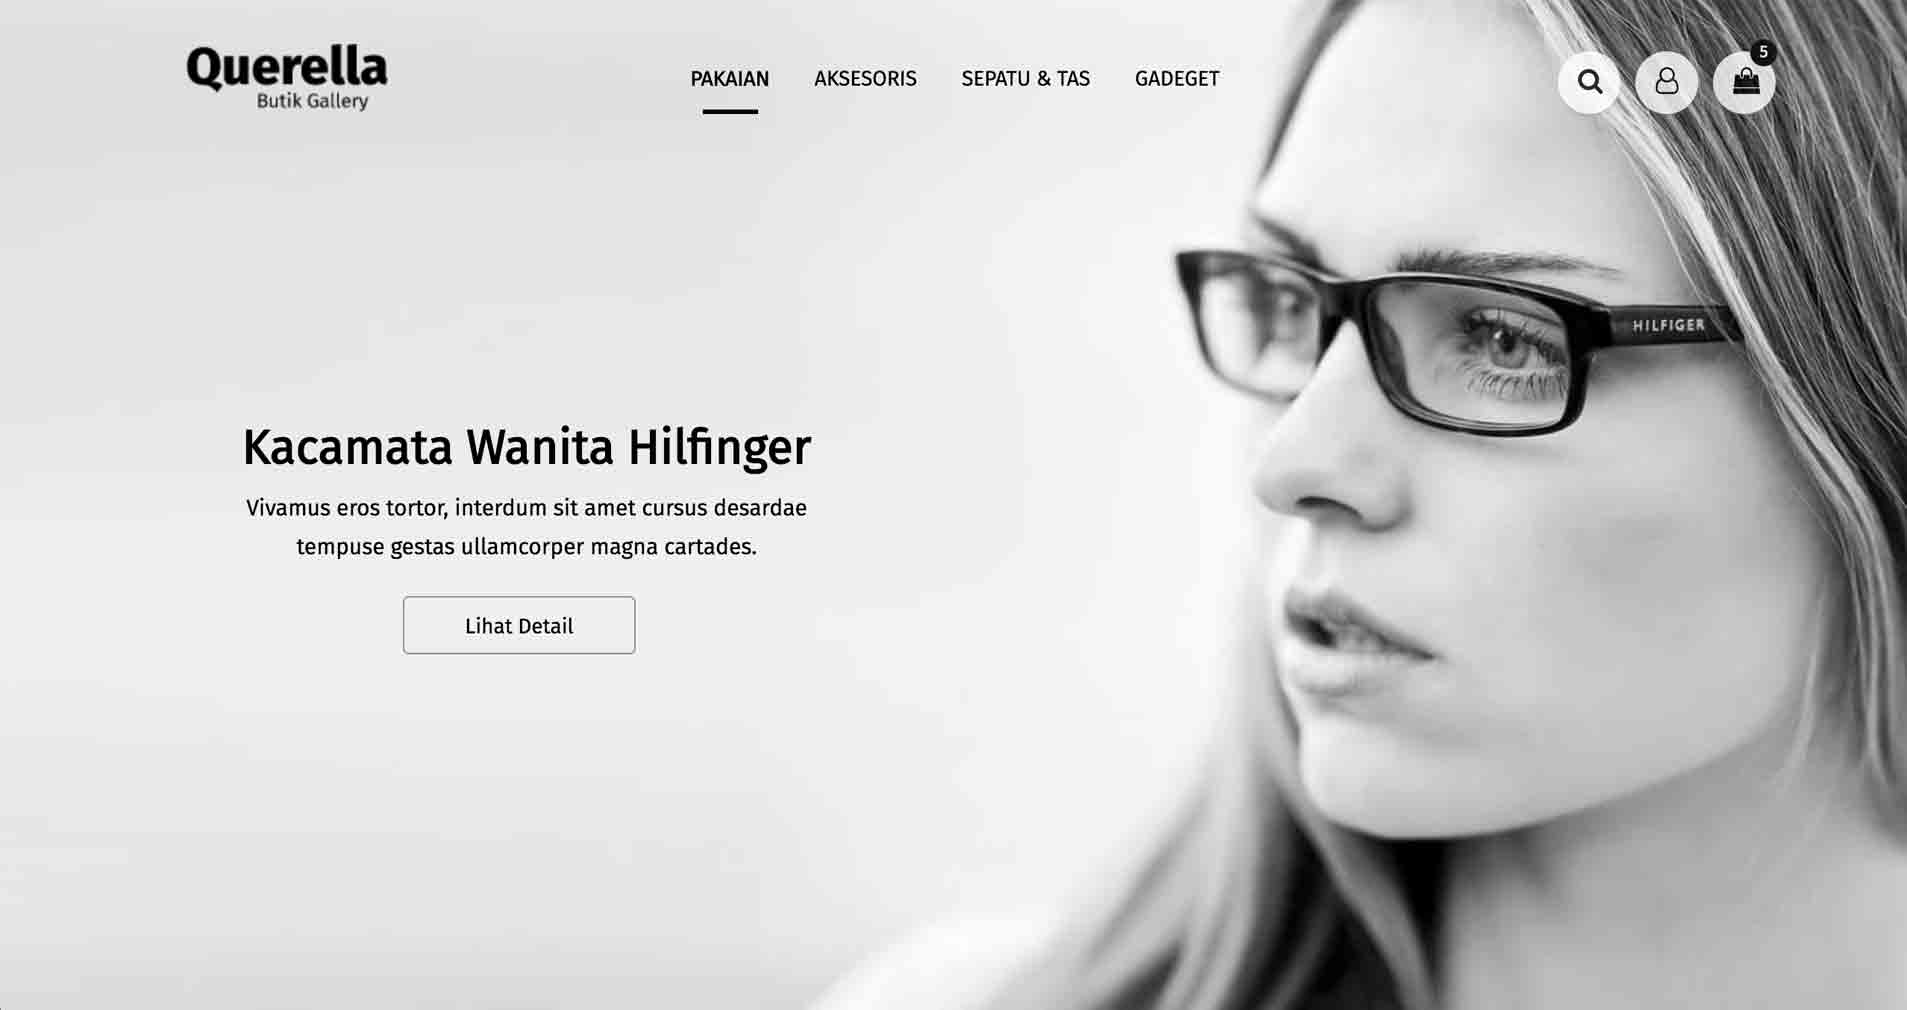 Querella
Butik Gallery
PAKAIAN AKSESORIS SEPATU & TAS GADEGET
5
HILFIGER
Kacamata Wanita Hilfinger
Vivamus eros tortor, interdum sit amet cursus desardae
tempuse gestas ullamcorper magna cartades.
Lihat Detail